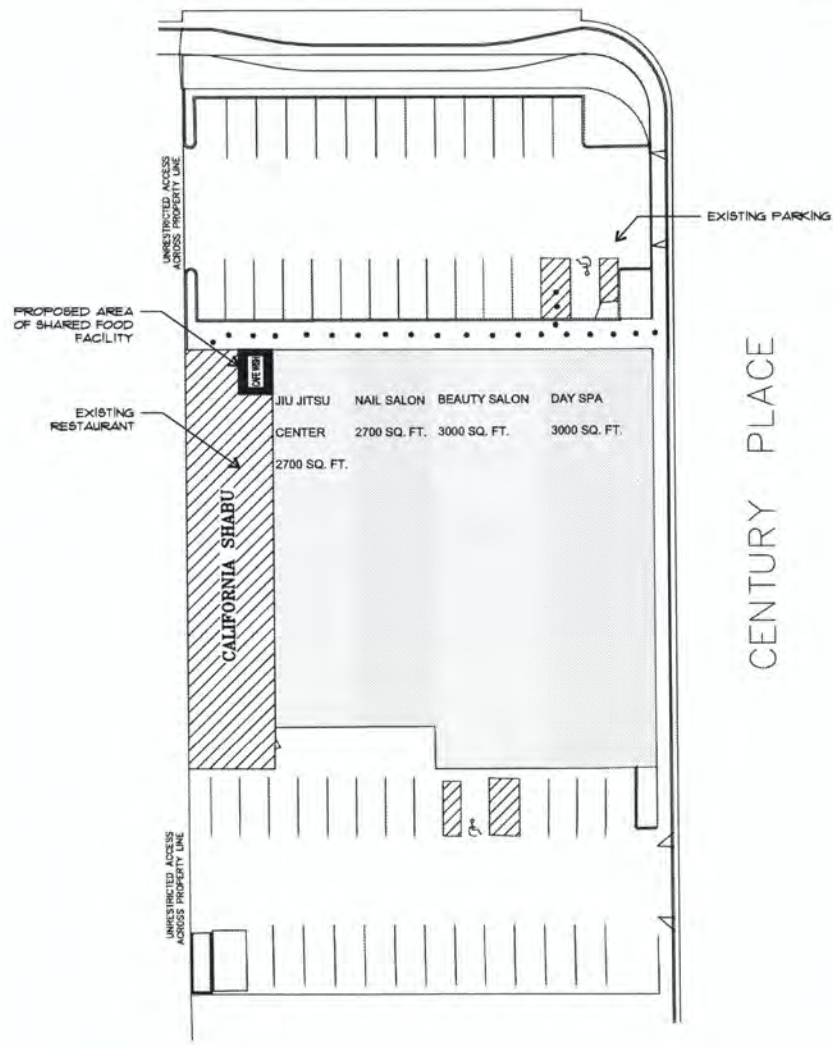 UNRESTRICTED ACCESS
ACROSS PROPERTY LINE
EXISTING PARKING
PROPOSED AREA
OF SHARED FOOD
FACILITY
EXISTING
RESTAURANT
CALIFORNIA SHABU
JIU JITSU
CENTER
2700 SQ. FT.
NAIL SALON
2700 SQ. FT.
BEAUTY SALON
3000 SQ. FT.
DAY SPA
3000 SQ. FT.
CENTURY PLACE
UNRESTRICTED ACCESS
ACROSS PROPERTY LINE